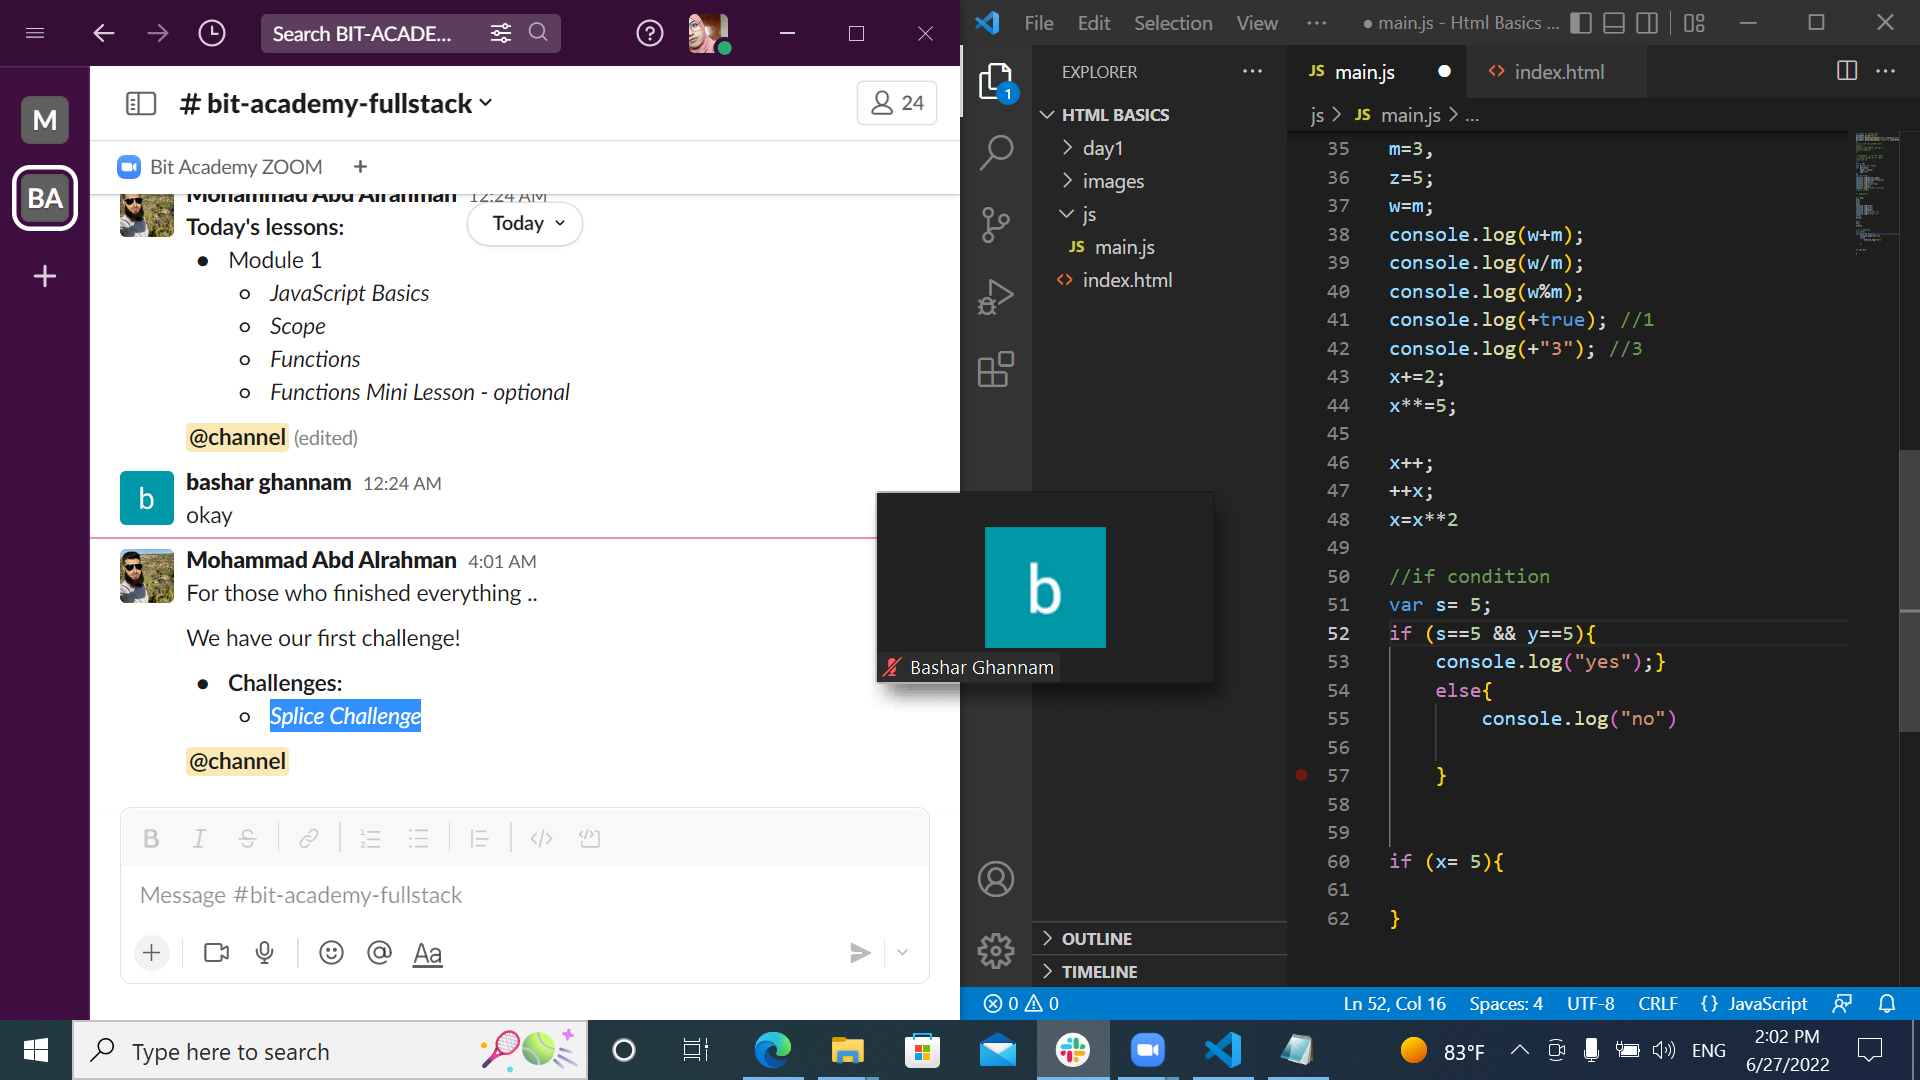 Search BIT-ACADE...
M
BA
# bit-academy-fullstack
24
Bit Academy ZOOM
Mohammad Abd Alrahman 12:24 AM
Today
Today's lessons:
Module 1
JavaScript Basics
Scope
Functions
Functions Mini Lesson - optional
@channel (edited)
b
bashar ghannam 12:24 AM
okay
Mohammad Abd Alrahman 4:01 AM
For those who finished everything ..
We have our first challenge!
Challenges:
Splice Challenge
@channel
Message #bit-academy-fullstack
Aa
b
Bashar Ghannam
File Edit Selection View ··· ● main.js - Html Basics ...
EXPLORER
1
HTML BASICS
day1
images
js
JS main.js
index.html
OUTLINE
TIMELINE
JS main.js
index.html
js > JS main.js > ...
35 m=3,
36 z=5;
37 w=m;
38 console.log(w+m);
39 console.log(w/m);
40 console.log(w%m);
41 console.log(+true); //1
42 console.log(+"3"); //3
43 x+=2;
44 x**=5;
45
46 x++;
47 ++x;
48 x=x**2
49
50 //if condition
51 var s= 5;
52 if (s==5 && y==5){
53 console.log("yes");}
54 else{
55 console.log("no")
56
57 }
58
59
60 if (x= 5){
61
62 }
0 0
Ln 52, Col 16 Spaces: 4 UTF-8 CRLF {} JavaScript
Type here to search
83°F
ENG
2:02 PM
6/27/2022